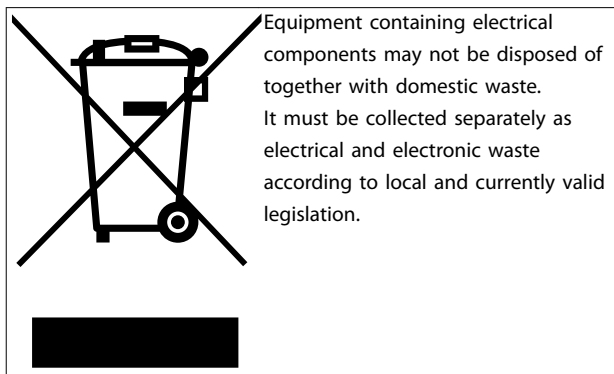 Equipment containing electrical
components may not be disposed of
together with domestic waste.
It must be collected separately as
electrical and electronic waste
according to local and currently valid
legislation.